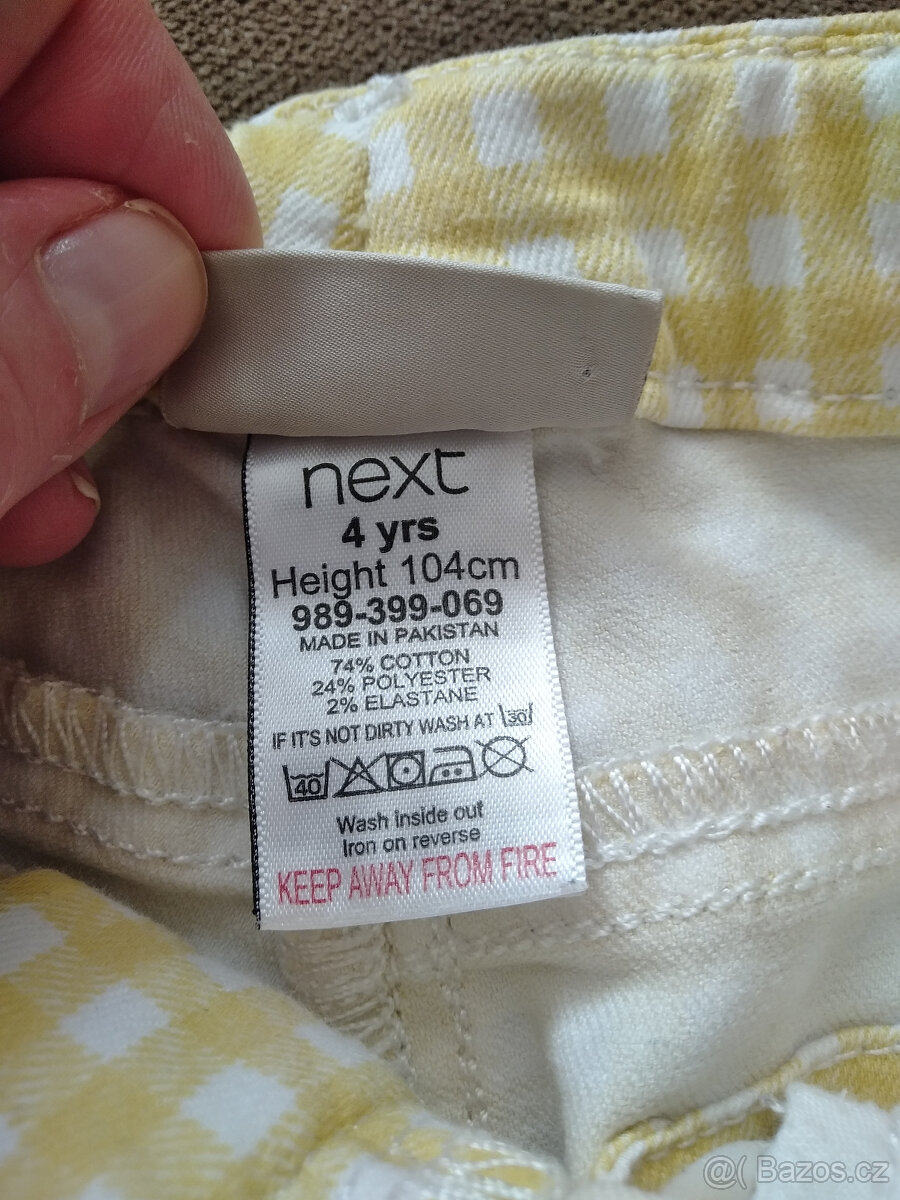 next
4 yrs
Height 104cm
989-399-069
MADE IN PAKISTAN
74% COTTON
24% POLYESTER
2% ELASTANE
IF IT'S NOT DIRTY WASH AT 30
40
Wash inside out
Iron on reverse
KEEP AWAY FROM FIRE
@( Bazos.cz